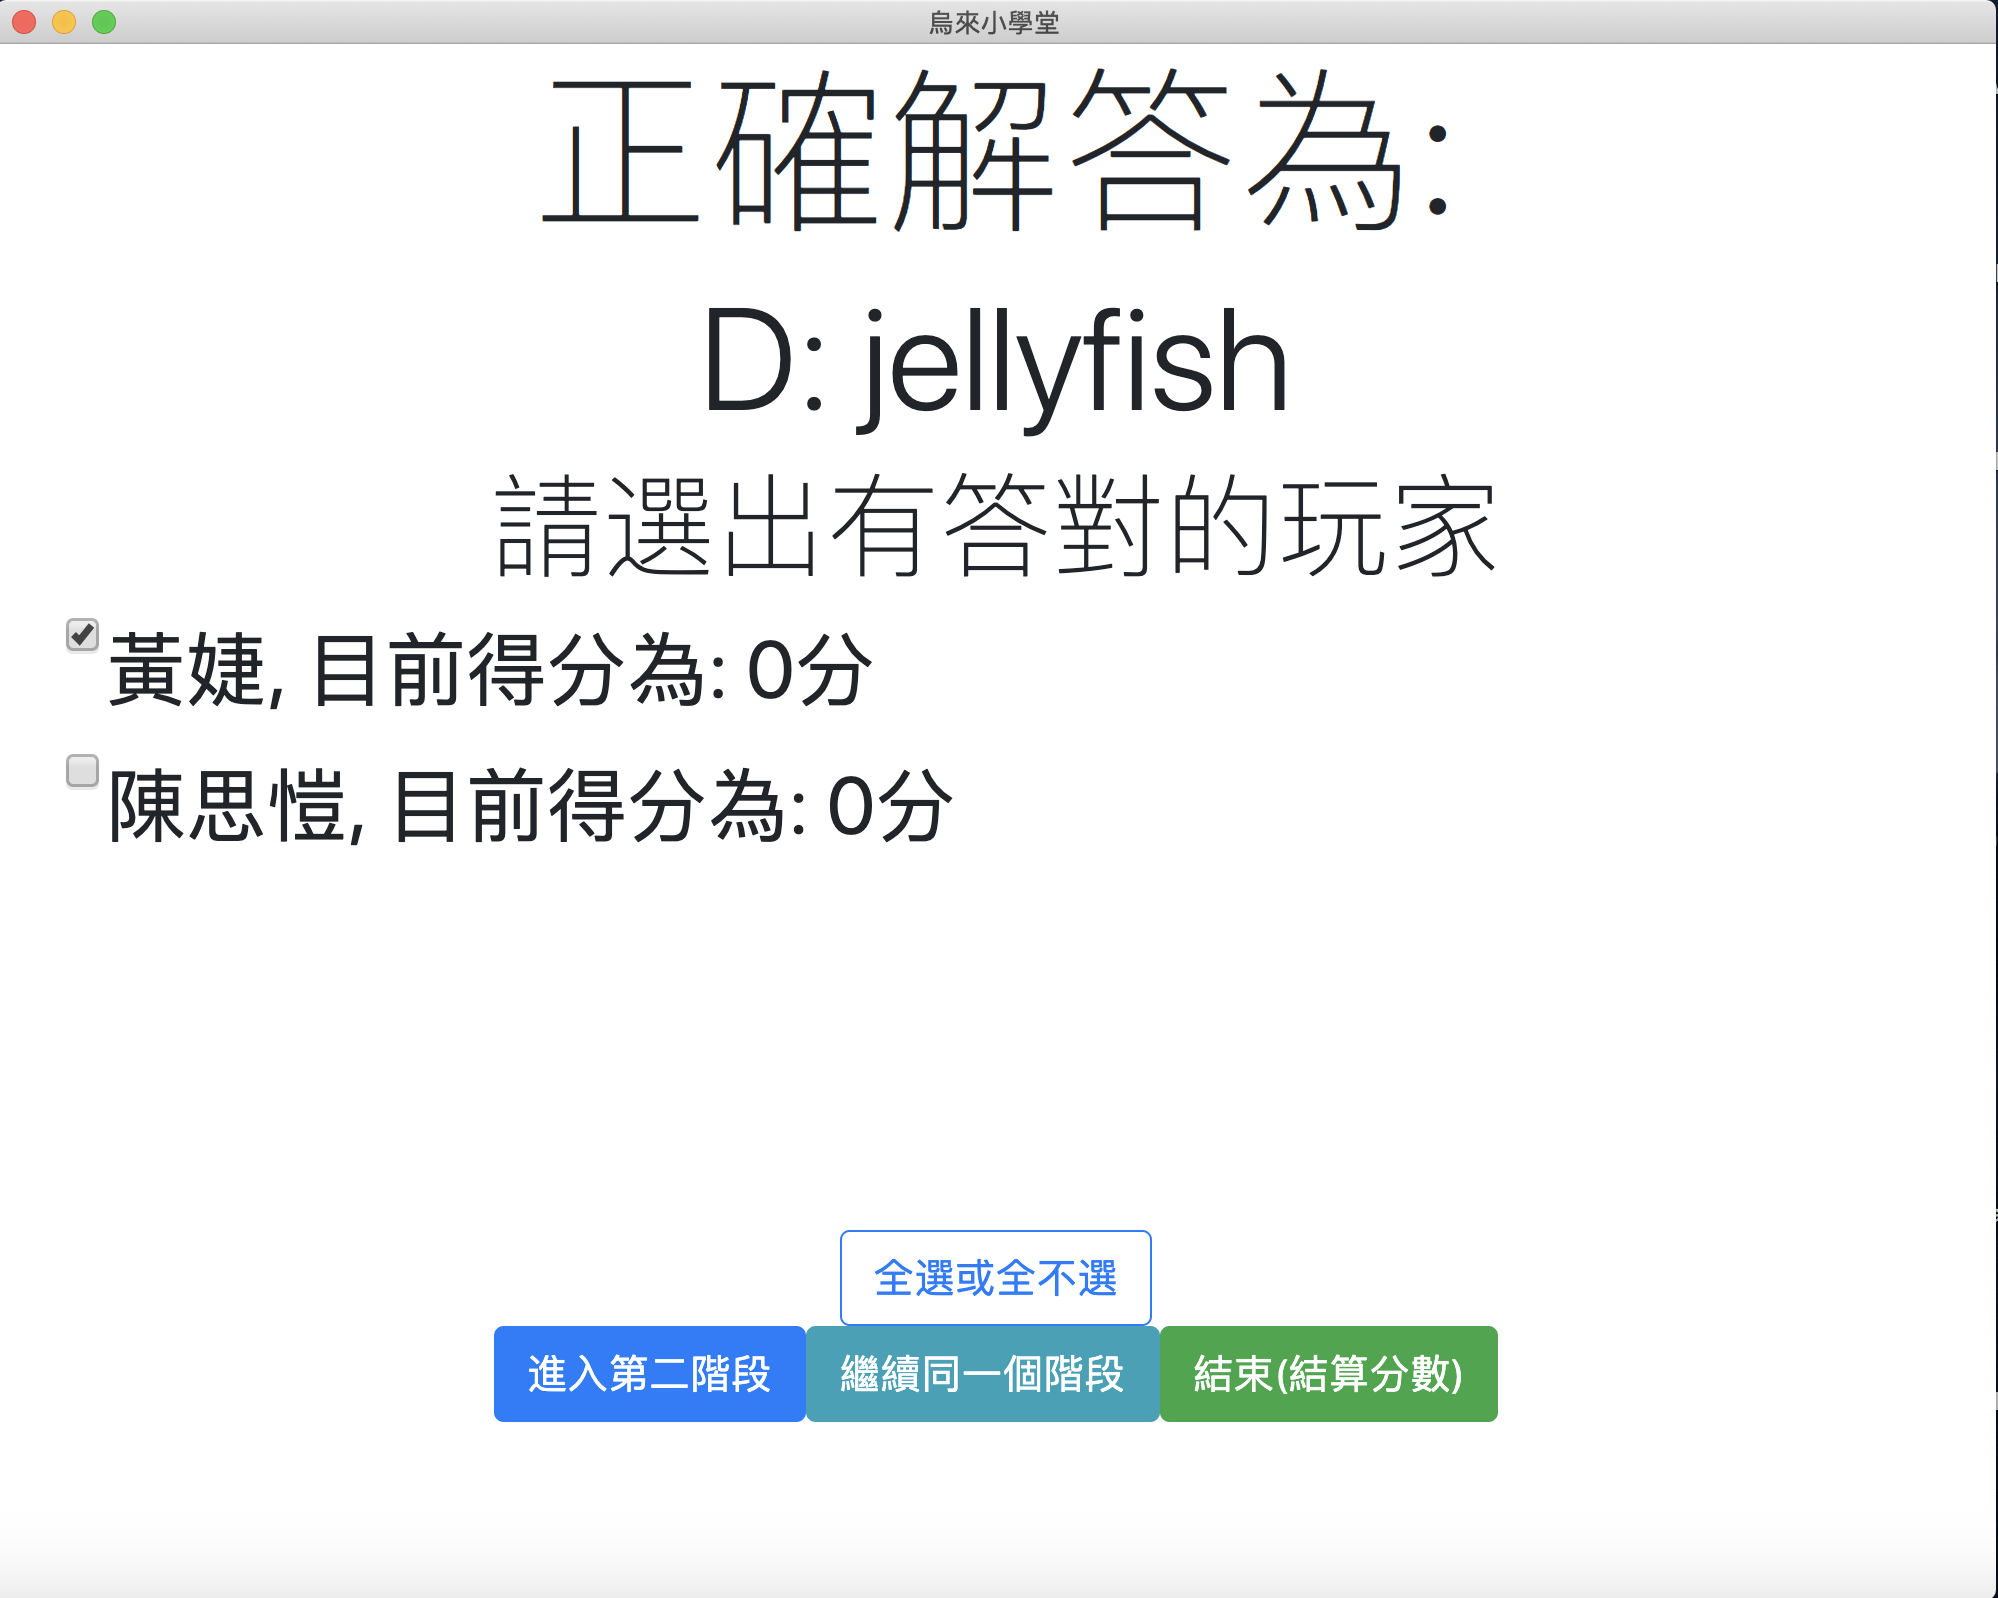 烏來小學堂
正確解答為:
D: jellyfish
請選出有答對的玩家
黃婕, 目前得分為: 0分
陳思愷, 目前得分為: 0分
全選或全不選
進入第二階段 繼續同一個階段 結束(結算分數)